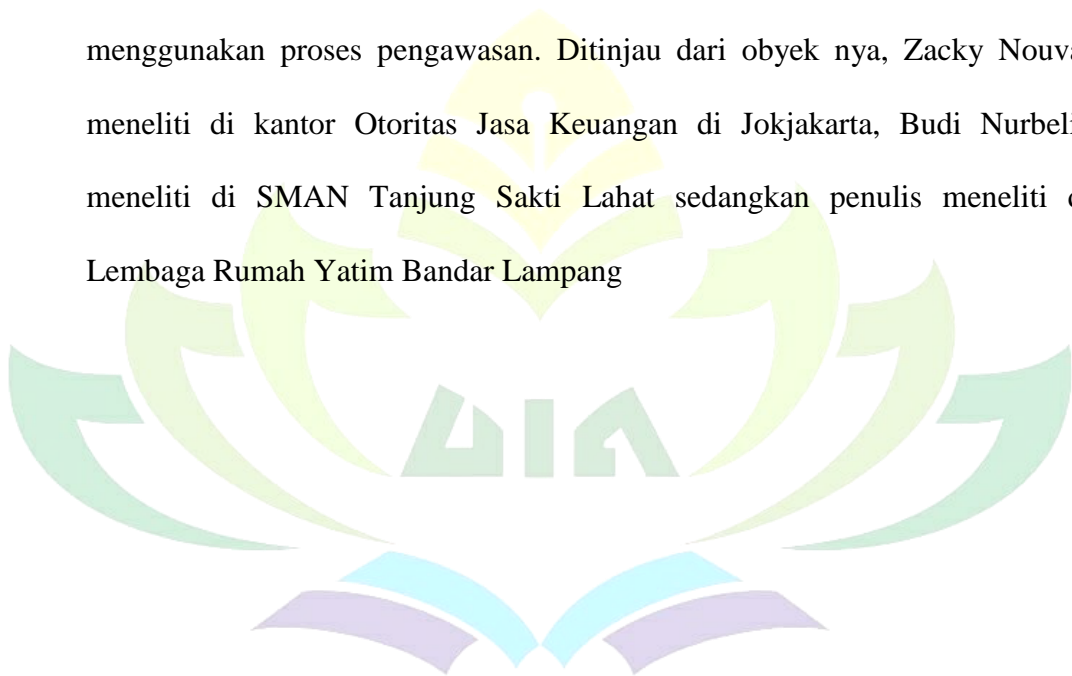 menggunakan proses pengawasan. Ditinjau dari obyek nya, Zacky
meneliti di kantor Otoritas Jasa Keuangan di Jokjakarta, Budi
meneliti di SMAN Tanjung Sakti Lahat sedangkan penulis meneliti
Lembaga Rumah Yatim Bandar Lampang
UIN